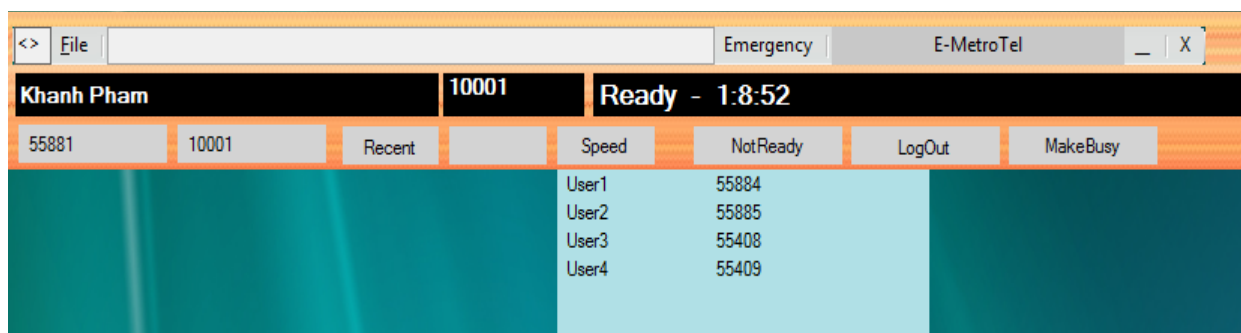 <> File Emergency E-MetroTel _ X
Khanh Pham 10001 Ready - 1:8:52
55881 10001 Recent Speed NotReady LogOut MakeBusy
User1 55884
User2 55885
User3 55408
User4 55409